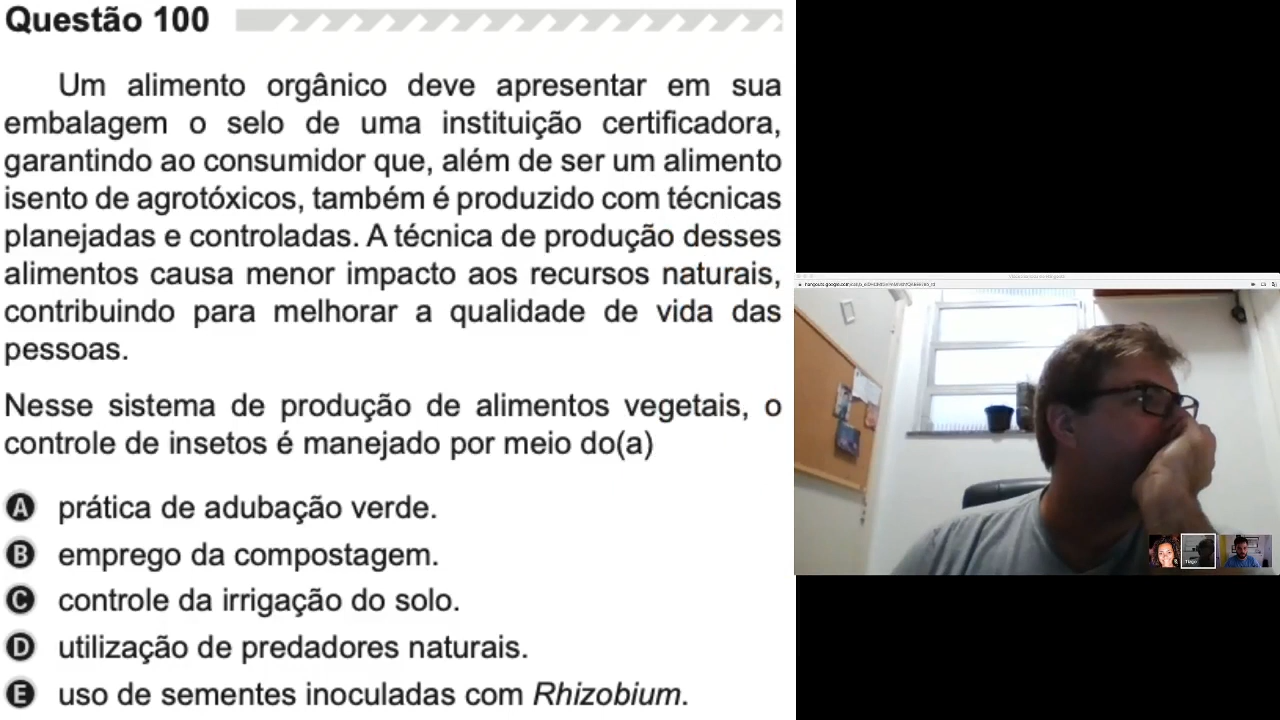 Questão 100
Um alimento orgânico deve apresentar em sua
embalagem o selo de uma instituição certificadora,
garantindo ao consumidor que, além de ser um alimento
isento de agrotóxicos, também é produzido com técnicas
planejadas e controladas. A técnica de produção desses
alimentos causa menor impacto aos recursos naturais,
contribuindo para melhorar a qualidade de vida das
pessoas.
Nesse sistema de produção de alimentos vegetais, o
controle de insetos é manejado por meio do(a)
A prática de adubação verde.
B emprego da compostagem.
C controle da irrigação do solo.
D utilização de predadores naturais.
E uso de sementes inoculadas com Rhizobium.